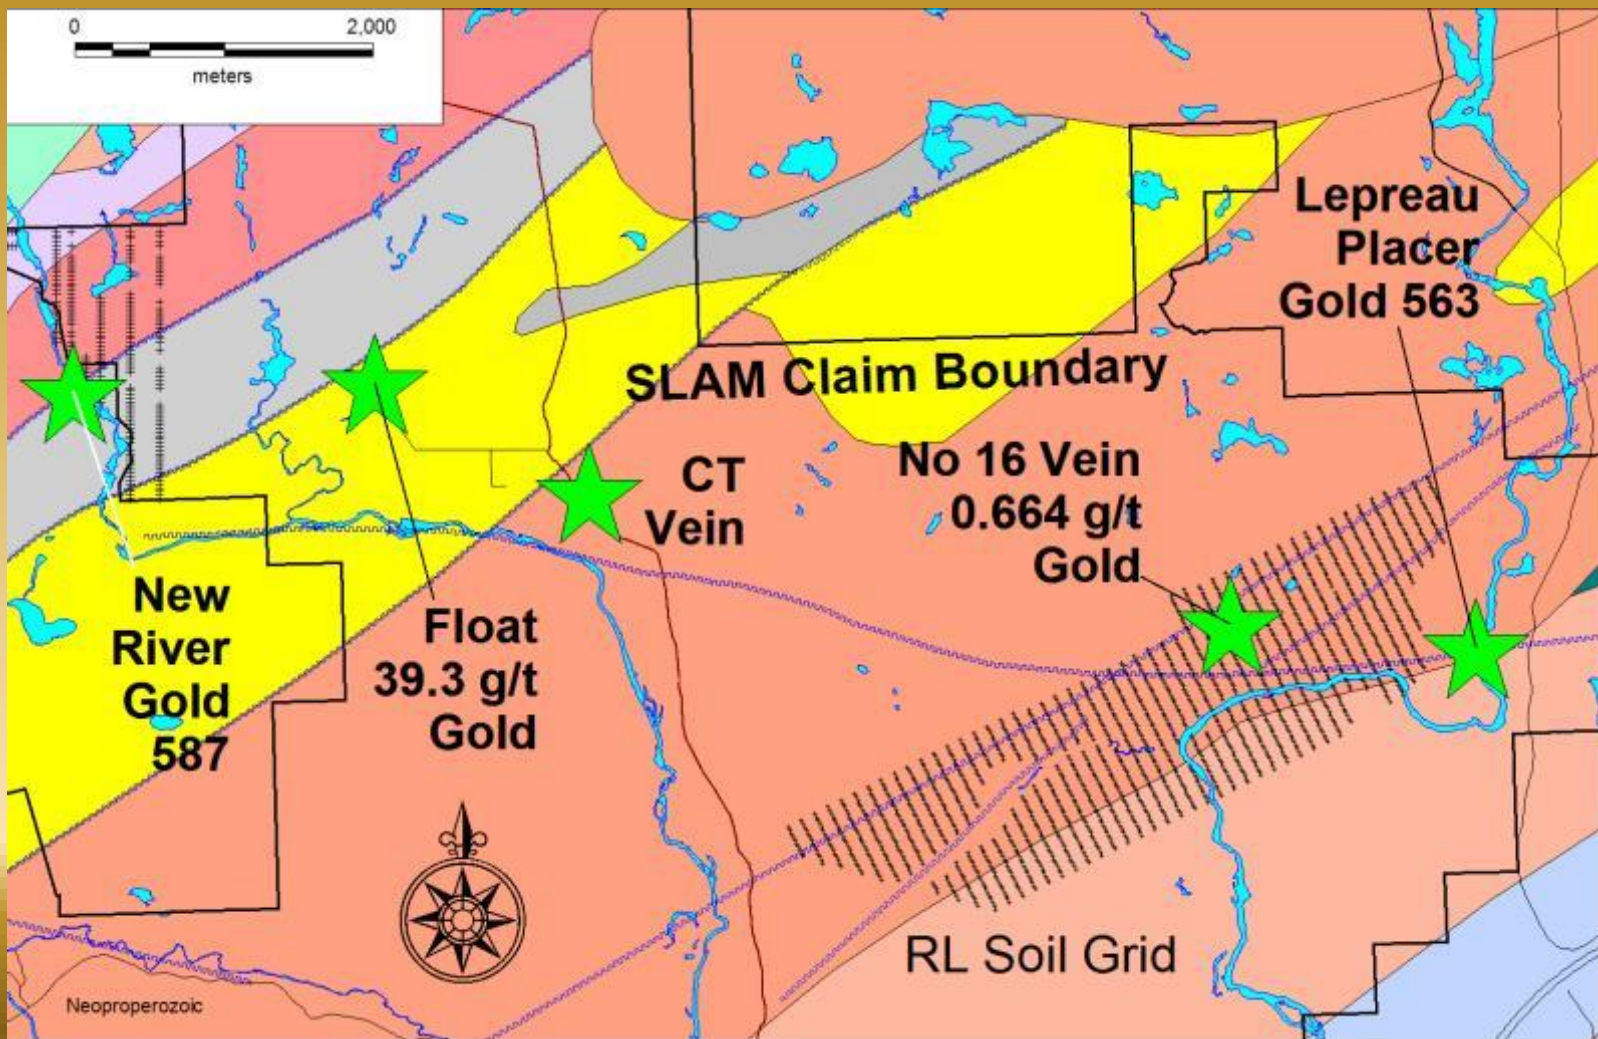 0 2,000
meters
Lepreau
Placer
Gold 563
SLAM Claim Boundary
CT
Vein
No 16 Vein
0.664 g/t
Gold
New
River
Gold
587
Float
39.3 g/t
Gold
RL Soil Grid
Neoproperozoic